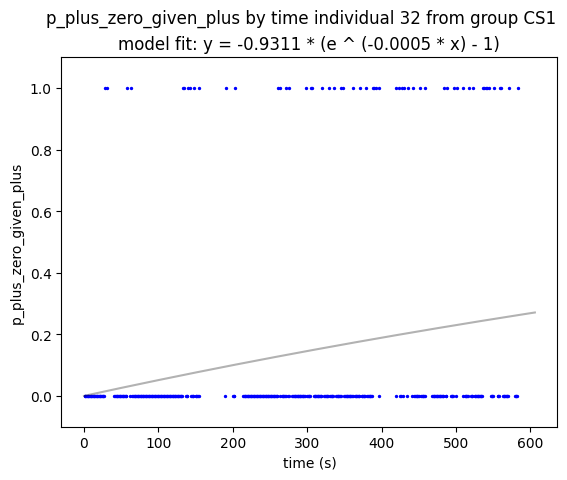 p_plus_zero_given_plus by time individual 32 from group CS1
model fit: y = -0.9311 * (e ^ (-0.0005 * x) - 1)
p_plus_zero_given_plus
1.0
0.8
0.6
0.4
0.2
0.0
0 100 200 300 400 500 600
time (s)